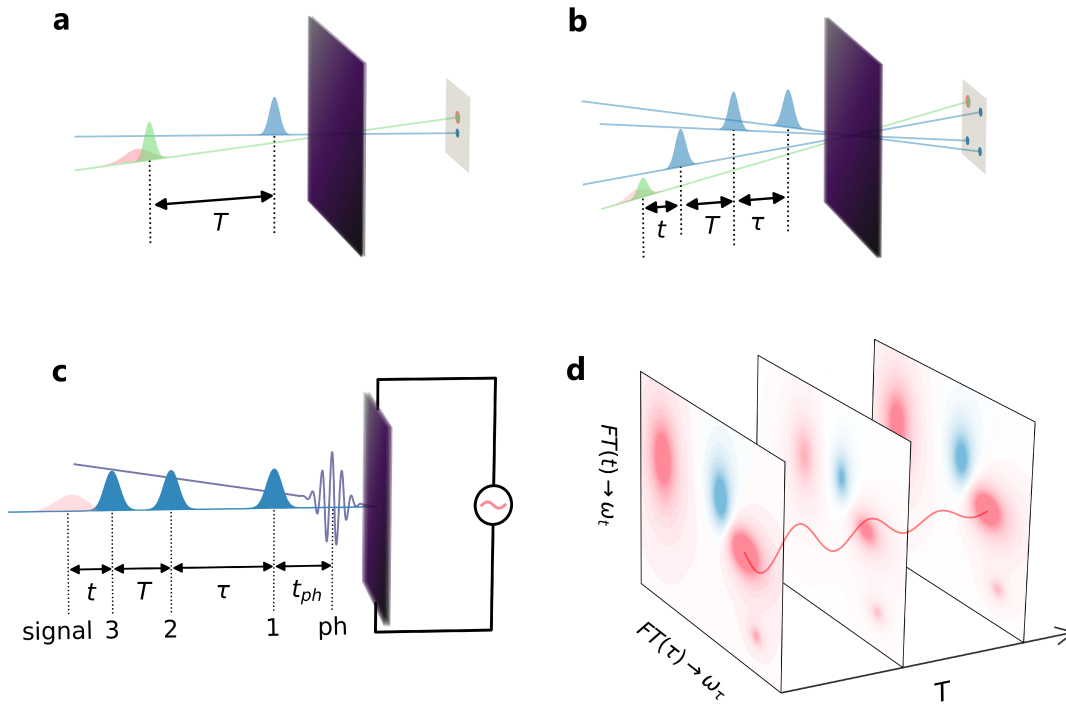 a
T
b
t
T
τ
c
t
T
τ
t_ph
signal 3 2 1 ph
d
FT(t) → ω_t
FT(τ) → ω_τ
T